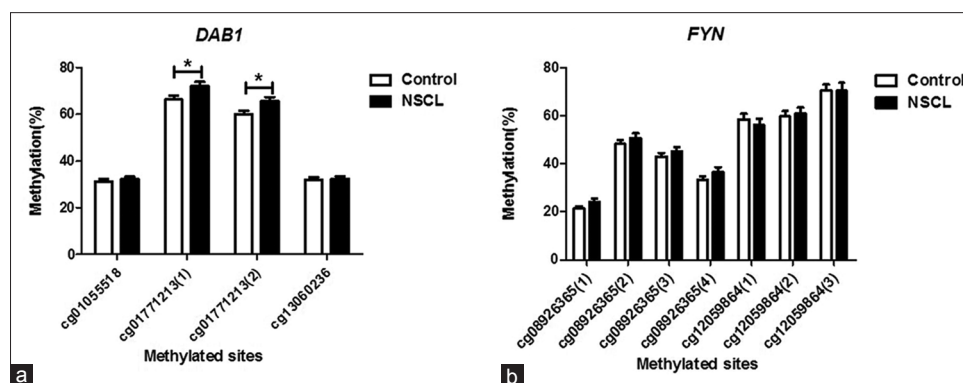 DAB1
80
60
40
20
0
Methylation(%)
*
*
Control
NSCL
cg01055518
cg01771213(1)
cg01771213(2)
cg13060236
Methylated sites
a
FYN
80
60
40
20
0
Methylation(%)
Control
NSCL
cg08926365(1)
cg08926365(2)
cg08926365(3)
cg08926365(4)
cg12059864(1)
cg12059864(2)
cg12059864(3)
Methylated sites
b